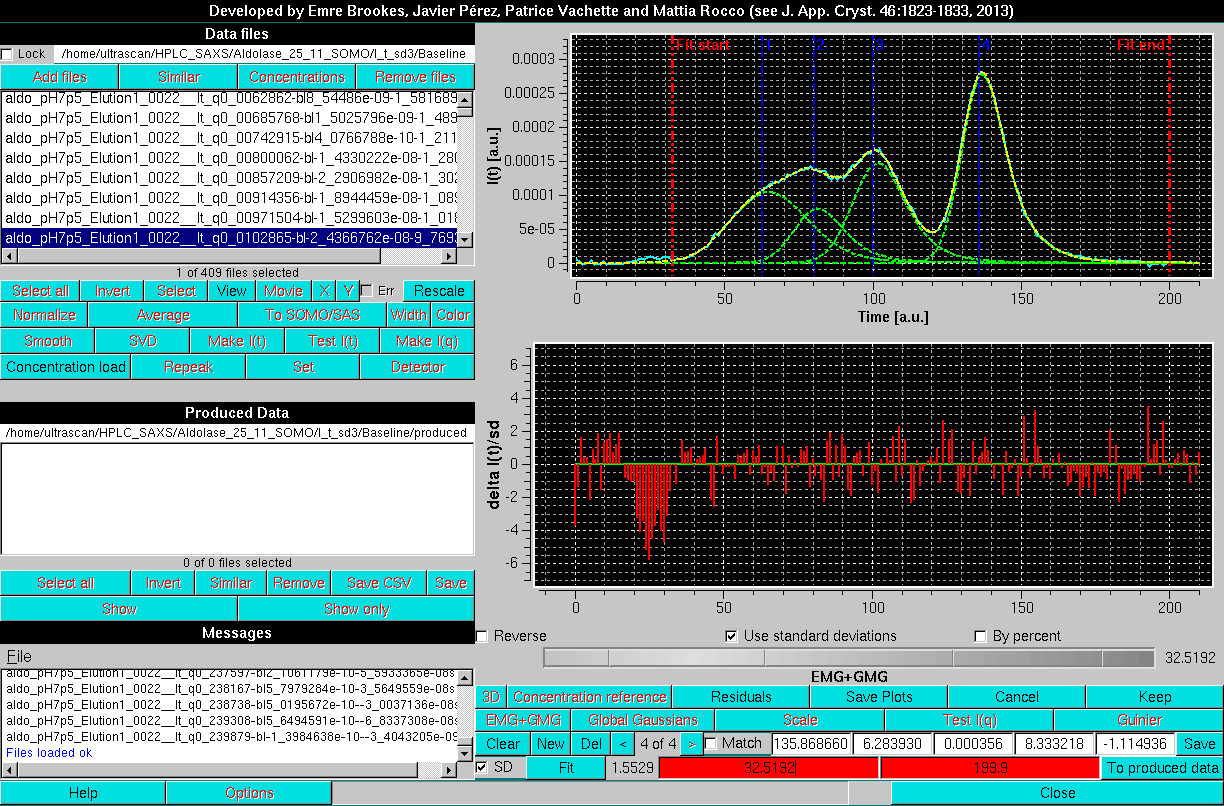 Developed by Emre Brookes, Javier Pérez, Patrice Vachette and Mattia Rocco (see J. App. Cryst. 46:1823-1833, 2013)
Data files
Lock /home/ultrascan/HPLC_SAXS/Aldolase_25_11_SOMO/I_t_sd3/Baseline
Add files Similar Concentrations Remove files
aldo_pH7p5_Elution1_0022__It_q0_0062862-bl8_54486e-09-1_581689
aldo_pH7p5_Elution1_0022__It_q0_00685768-bl1_5025796e-09-1_489
aldo_pH7p5_Elution1_0022__It_q0_00742915-bl4_0766788e-10-1_211
aldo_pH7p5_Elution1_0022__It_q0_00800062-bl-1_4330222e-08-1_280
aldo_pH7p5_Elution1_0022__It_q0_00857209-bl-2_2906982e-08-1_302
aldo_pH7p5_Elution1_0022__It_q0_00914356-bl-1_8944459e-08-1_089
aldo_pH7p5_Elution1_0022__It_q0_00971504-bl-1_5299603e-08-1_018
aldo_pH7p5_Elution1_0022__It_q0_0102865-bl-2_4366762e-08-9_7693
1 of 409 files selected
Select all Invert Select View Movie X Y Err Rescale
Normalize Average To SOMO/SAS Width Color
Smooth SVD Make I(t) Test I(t) Make I(q)
Concentration load Repeak Set Detector
Produced Data
/home/ultrascan/HPLC_SAXS/Aldolase_25_11_SOMO/I_t_sd3/Baseline/produced
0 of 0 files selected
Select all Invert Similar Remove Save CSV Save
Show Show only
Messages
File
aldo_pH7p5_Elution1_0022__It_q0_237597-bl2_1061179e-10-5_5933365e-08s
aldo_pH7p5_Elution1_0022__It_q0_238167-bl5_7979284e-10-3_5649559e-08s
aldo_pH7p5_Elution1_0022__It_q0_238738-bl0_5195672e-10--3_0037136e-08s
aldo_pH7p5_Elution1_0022__It_q0_239308-bl5_6494591e-10--6_8337308e-08s
aldo_pH7p5_Elution1_0022__It_q0_239879-bl-1_3984638e-10--3_4043205e-09
Files loaded ok
Help Options
Fit start 1 2 3 4 Fit end
0.0003
0.00025
0.0002
0.00015
0.0001
5e-05
0
I(t) [a.u.]
0 50 100 150 200
Time [a.u.]
6
4
2
0
-2
-4
-6
delta I(t)/sd
0 50 100 150 200
Reverse Use standard deviations By percent
32.5192
EMG+GMG
3D Concentration reference Residuals Save Plots Cancel Keep
EMG+GMG Global Gaussians Scale Test I(q) Guinier
Clear New Del < 4 of 4 > Match 135.868660 6.283930 0.000356 8.333218 -1.114936 Save
SD Fit 1.5529 32.5192 199.9 To produced data
Close